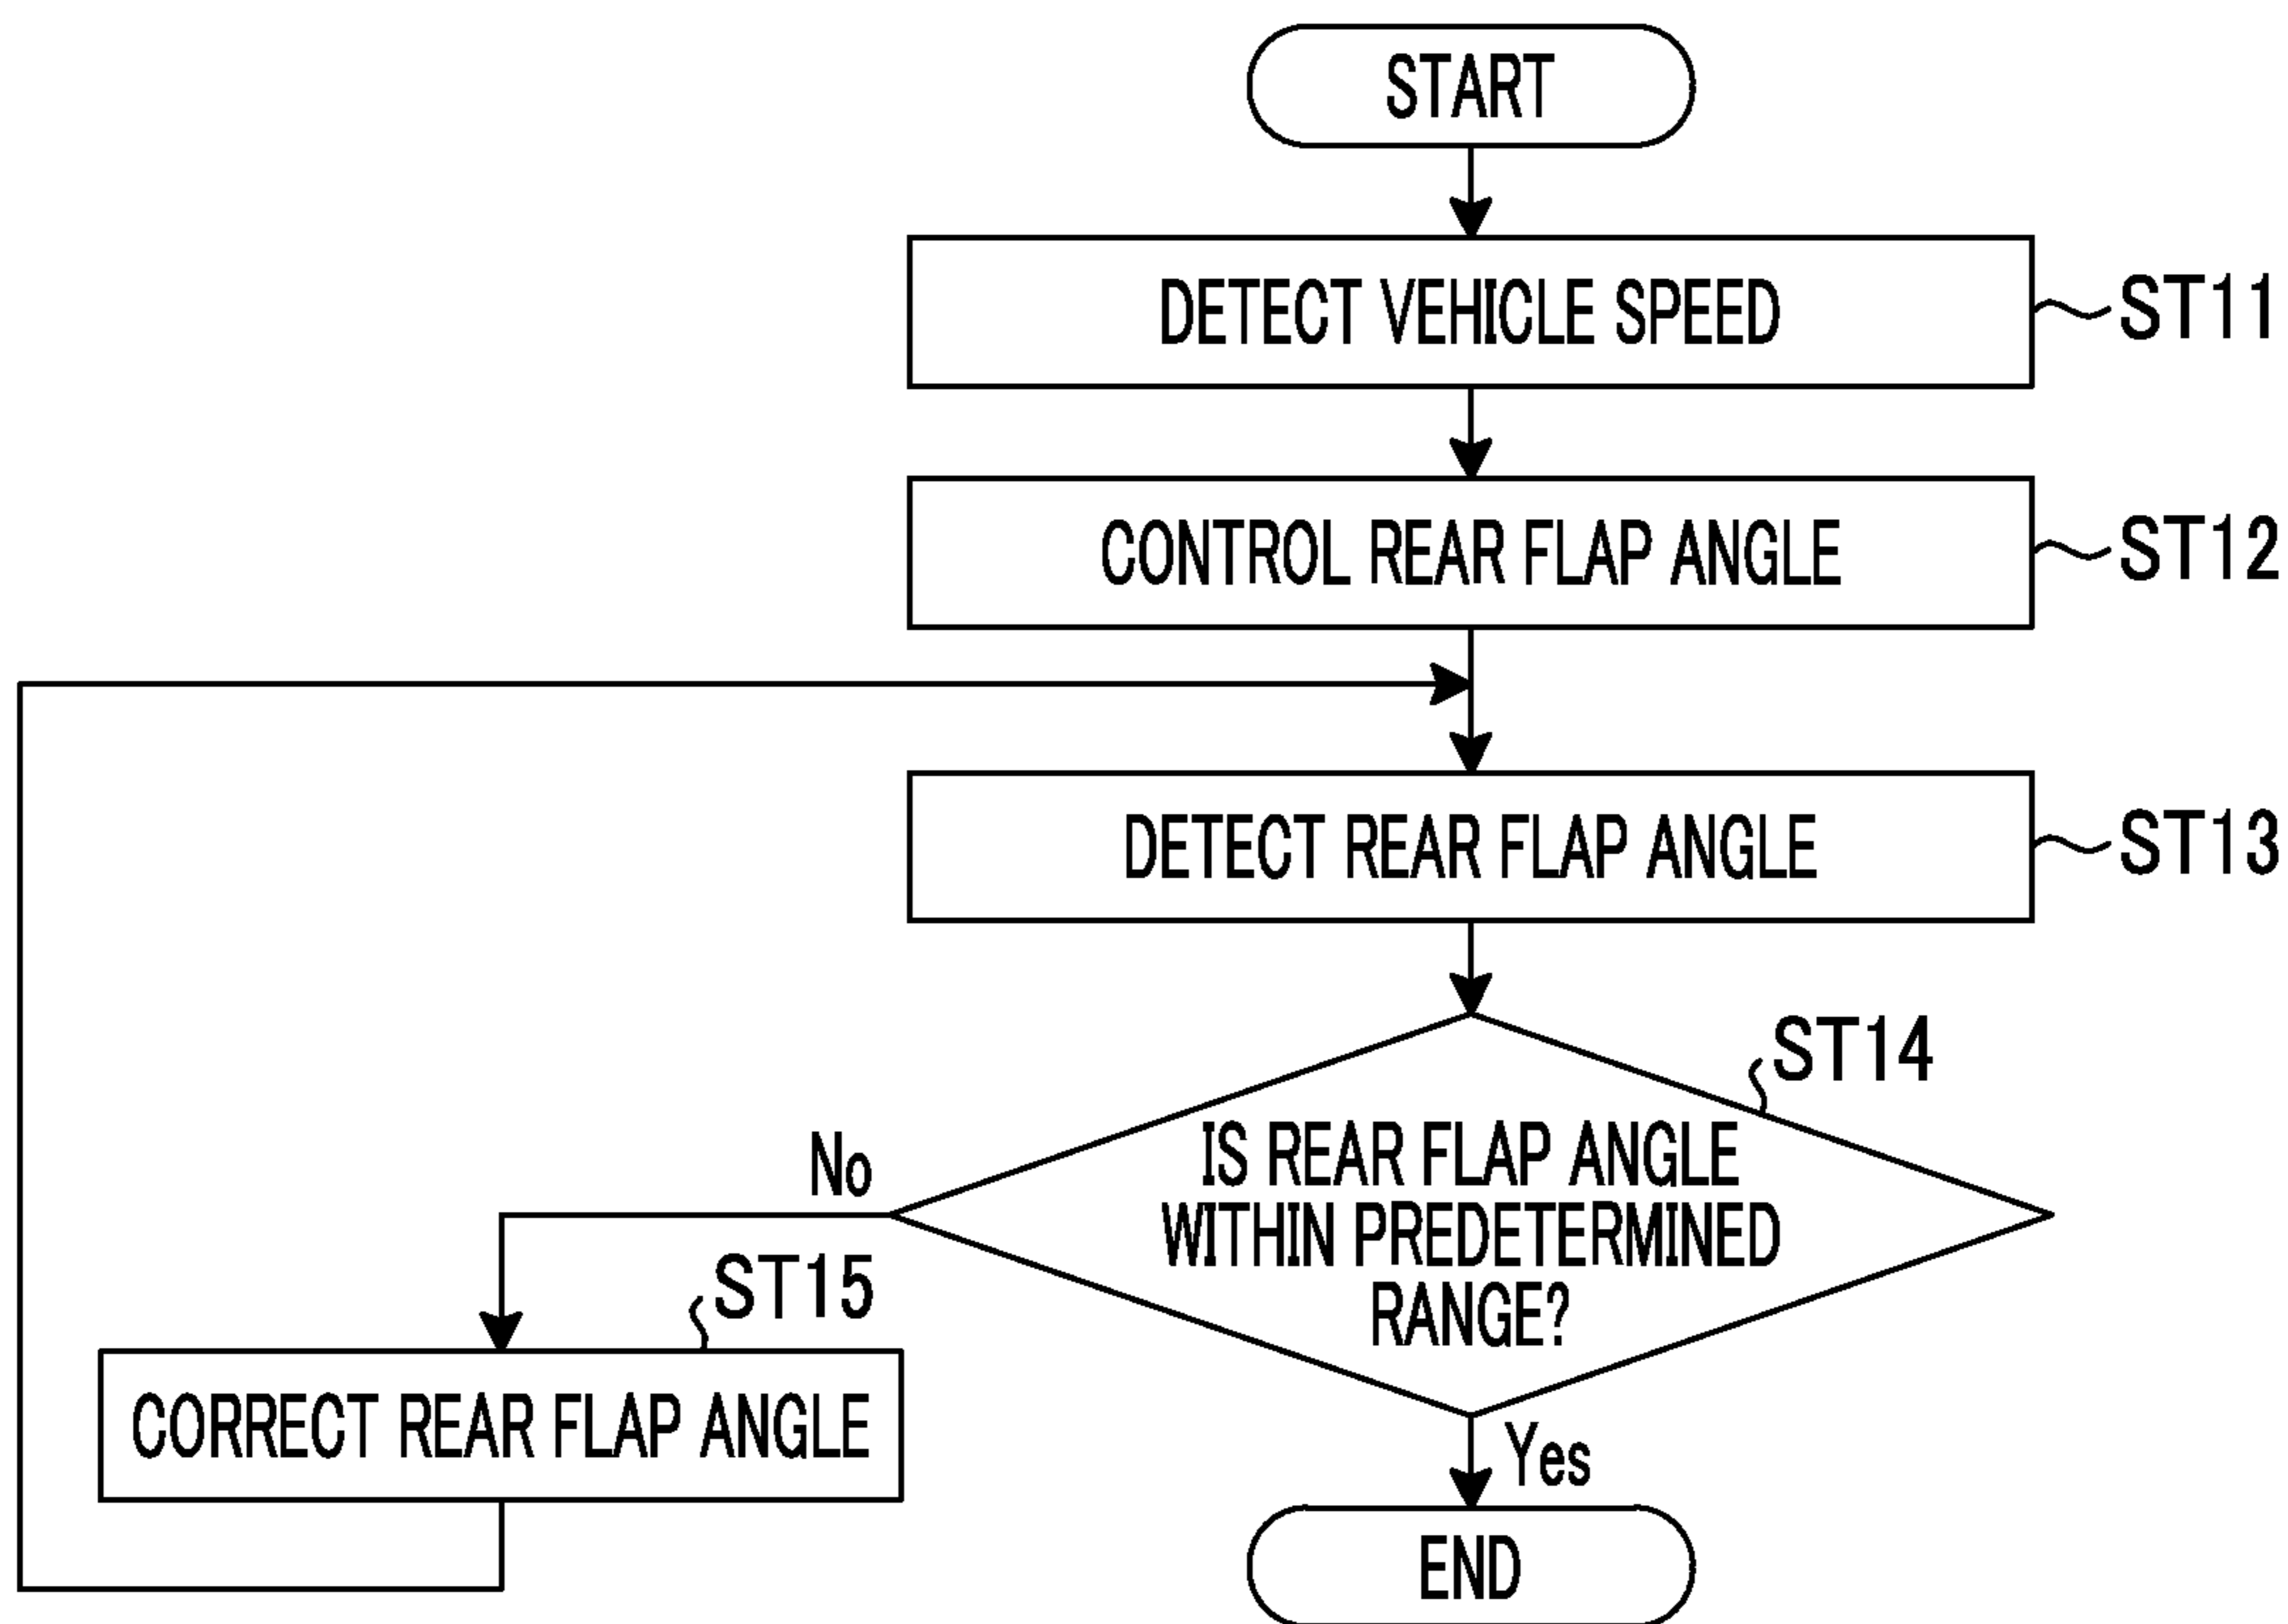 START
DETECT VEHICLE SPEED
ST11
CONTROL REAR FLAP ANGLE
ST12
DETECT REAR FLAP ANGLE
ST13
ST14
IS REAR FLAP ANGLE
WITHIN PREDETERMINED
RANGE?
No
ST15
CORRECT REAR FLAP ANGLE
Yes
END